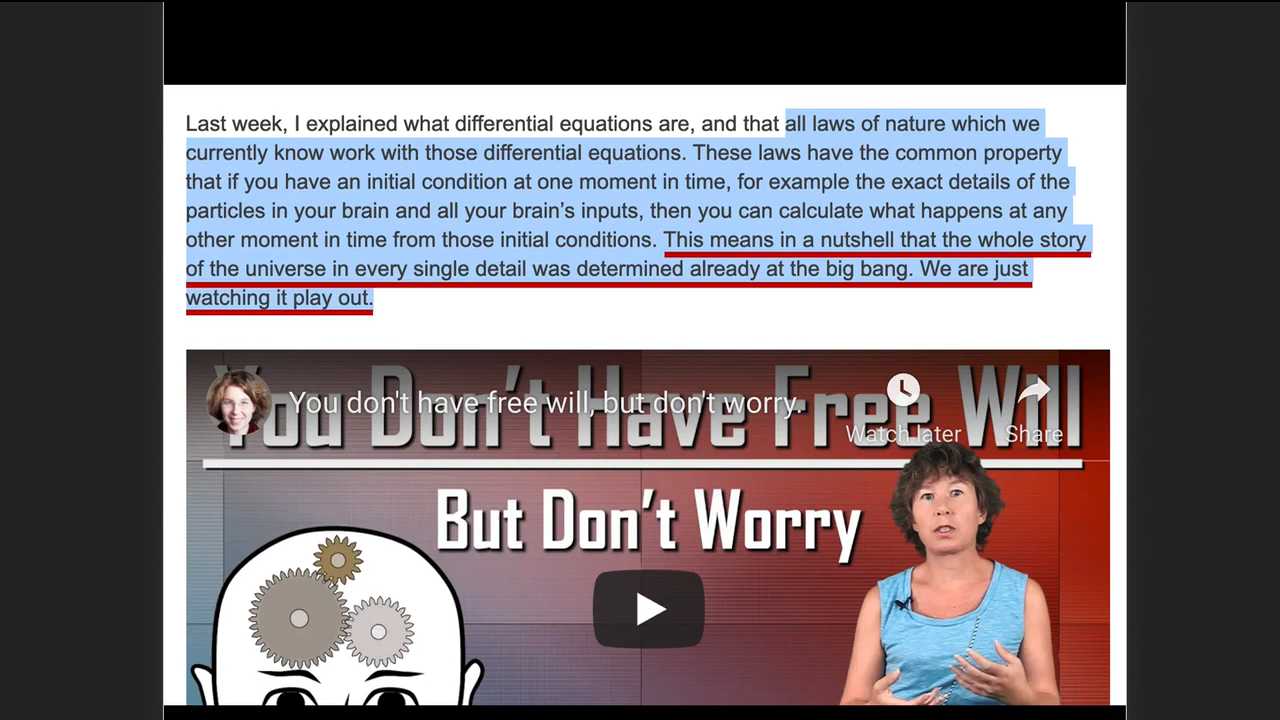 Last week, I explained what differential equations are, and that all laws of nature which we
currently know work with those differential equations. These laws have the common property
that if you have an initial condition at one moment in time, for example the exact details of the
particles in your brain and all your brain’s inputs, then you can calculate what happens at any
other moment in time from those initial conditions. This means in a nutshell that the whole story
of the universe in every single detail was determined already at the big bang. We are just
watching it play out.
You Don't Have Free Will
You don't have free will, but don't worry.
Watch later
Share
But Don't Worry